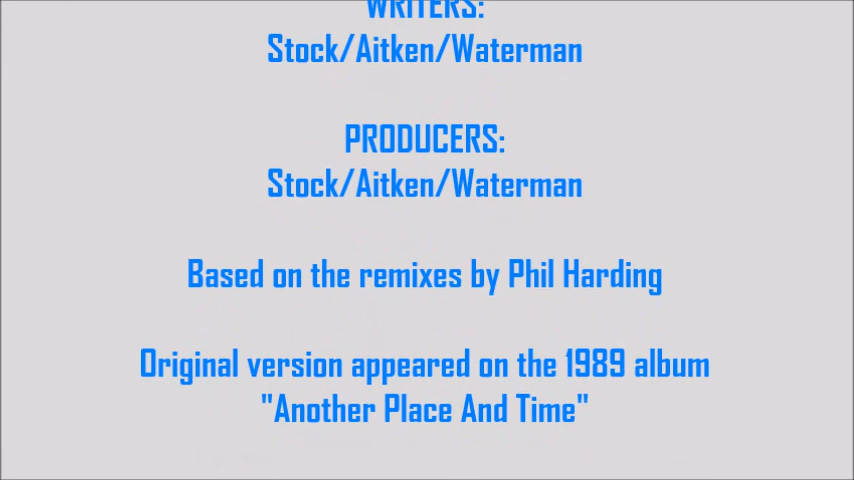 WRITERS:
Stock/Aitken/Waterman
PRODUCERS:
Stock/Aitken/Waterman
Based on the remixes by Phil Harding
Original version appeared on the 1989 album
"Another Place And Time"